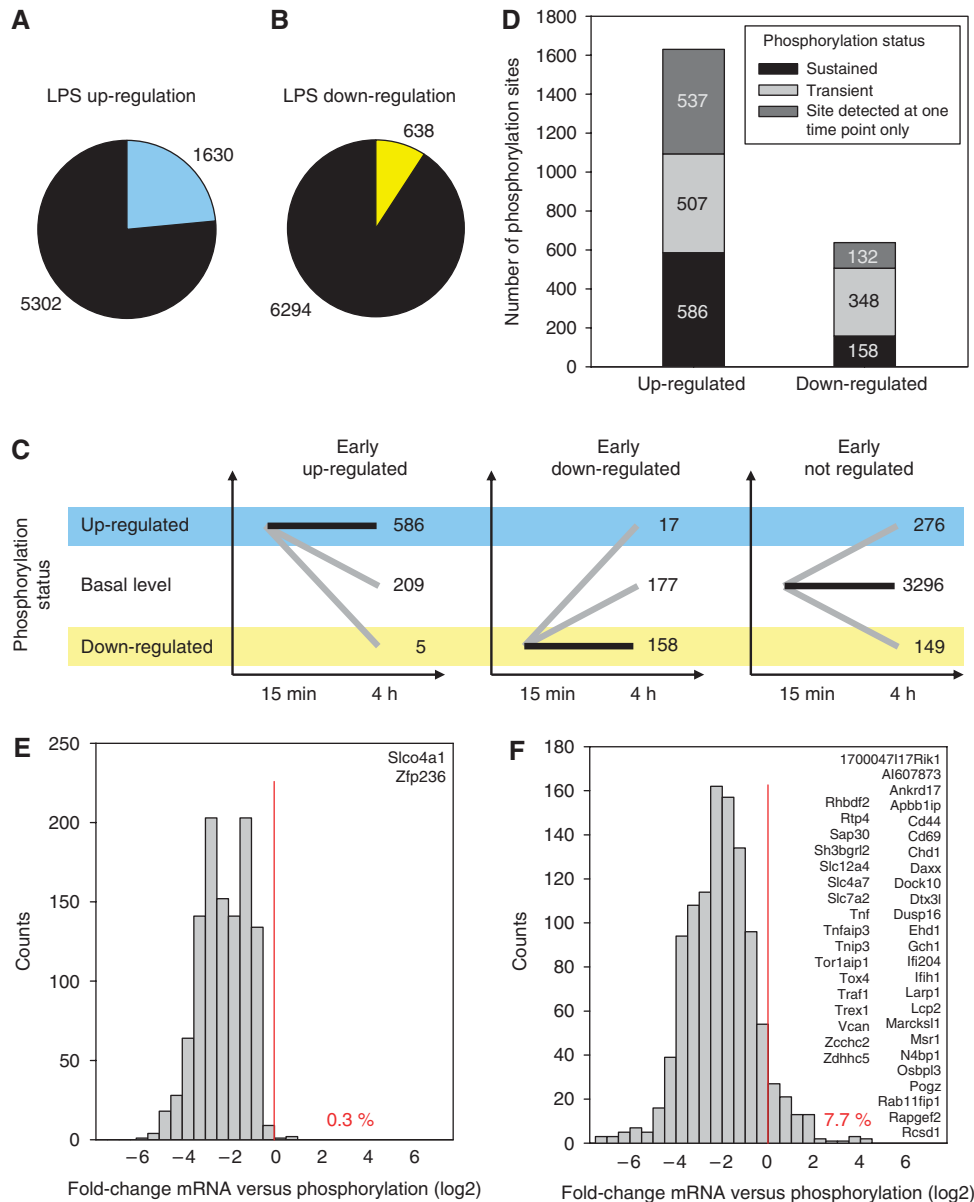 A
LPS up-regulation
1630
5302
B
LPS down-regulation
638
6294
D
Number of phosphorylation sites
1800
1600
1400
1200
1000
800
600
400
200
0
Phosphorylation status
Sustained
Transient
Site detected at one
time point only
537
507
586
132
348
158
Up-regulated
Down-regulated
C
Phosphorylation
status
Early
up-regulated
Early
down-regulated
Early
not regulated
Up-regulated
586
17
276
Basal level
209
177
3296
Down-regulated
5
158
149
15 min
4 h
15 min
4 h
15 min
4 h
E
Counts
250
200
150
100
50
0
Slco4a1
Zfp236
0.3 %
−6
−4
−2
0
2
4
6
Fold-change mRNA versus phosphorylation (log2)
F
Counts
180
160
140
120
100
80
60
40
20
0
Rhbdf2
Rtp4
Sap30
Sh3bgrl2
Slc12a4
Slc4a7
Slc7a2
Tnf
Tnfaip3
Tnip3
Tor1aip1
Tox4
Traf1
Trex1
Vcan
Zcchc2
Zdhhc5
1700047I17Rik1
AI607873
Ankrd17
Apbb1ip
Cd44
Cd69
Chd1
Daxx
Dock10
Dtx3l
Dusp16
Ehd1
Gch1
Ifi204
Ifih1
Larp1
Lcp2
Marcksl1
Msr1
N4bp1
Osbpl3
Pogz
Rab11fip1
Rapgef2
Rcsd1
7.7 %
−6
−4
−2
0
2
4
6
Fold-change mRNA versus phosphorylation (log2)